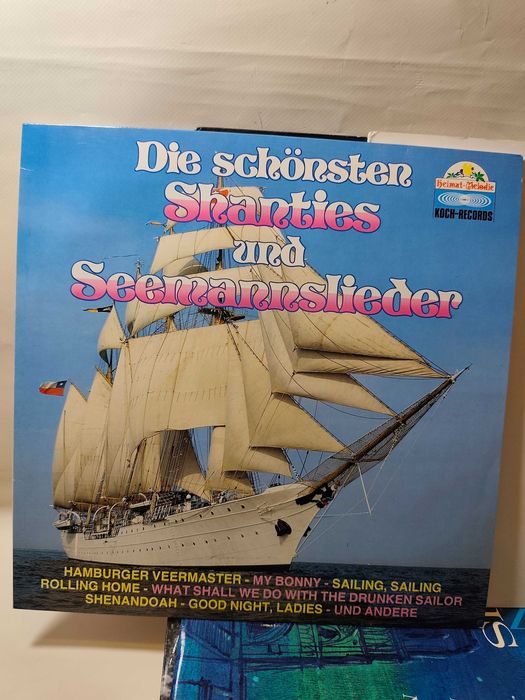 Die schönsten
Shanties
und
Seemannslieder
Heimat-Melodie
KOCH-RECORDS
HAMBURGER VEERMASTER - MY BONNY - SAILING, SAILING
ROLLING HOME - WHAT SHALL WE DO WITH THE DRUNKEN SAILOR
SHENANDOAH - GOOD NIGHT, LADIES - UND ANDERE